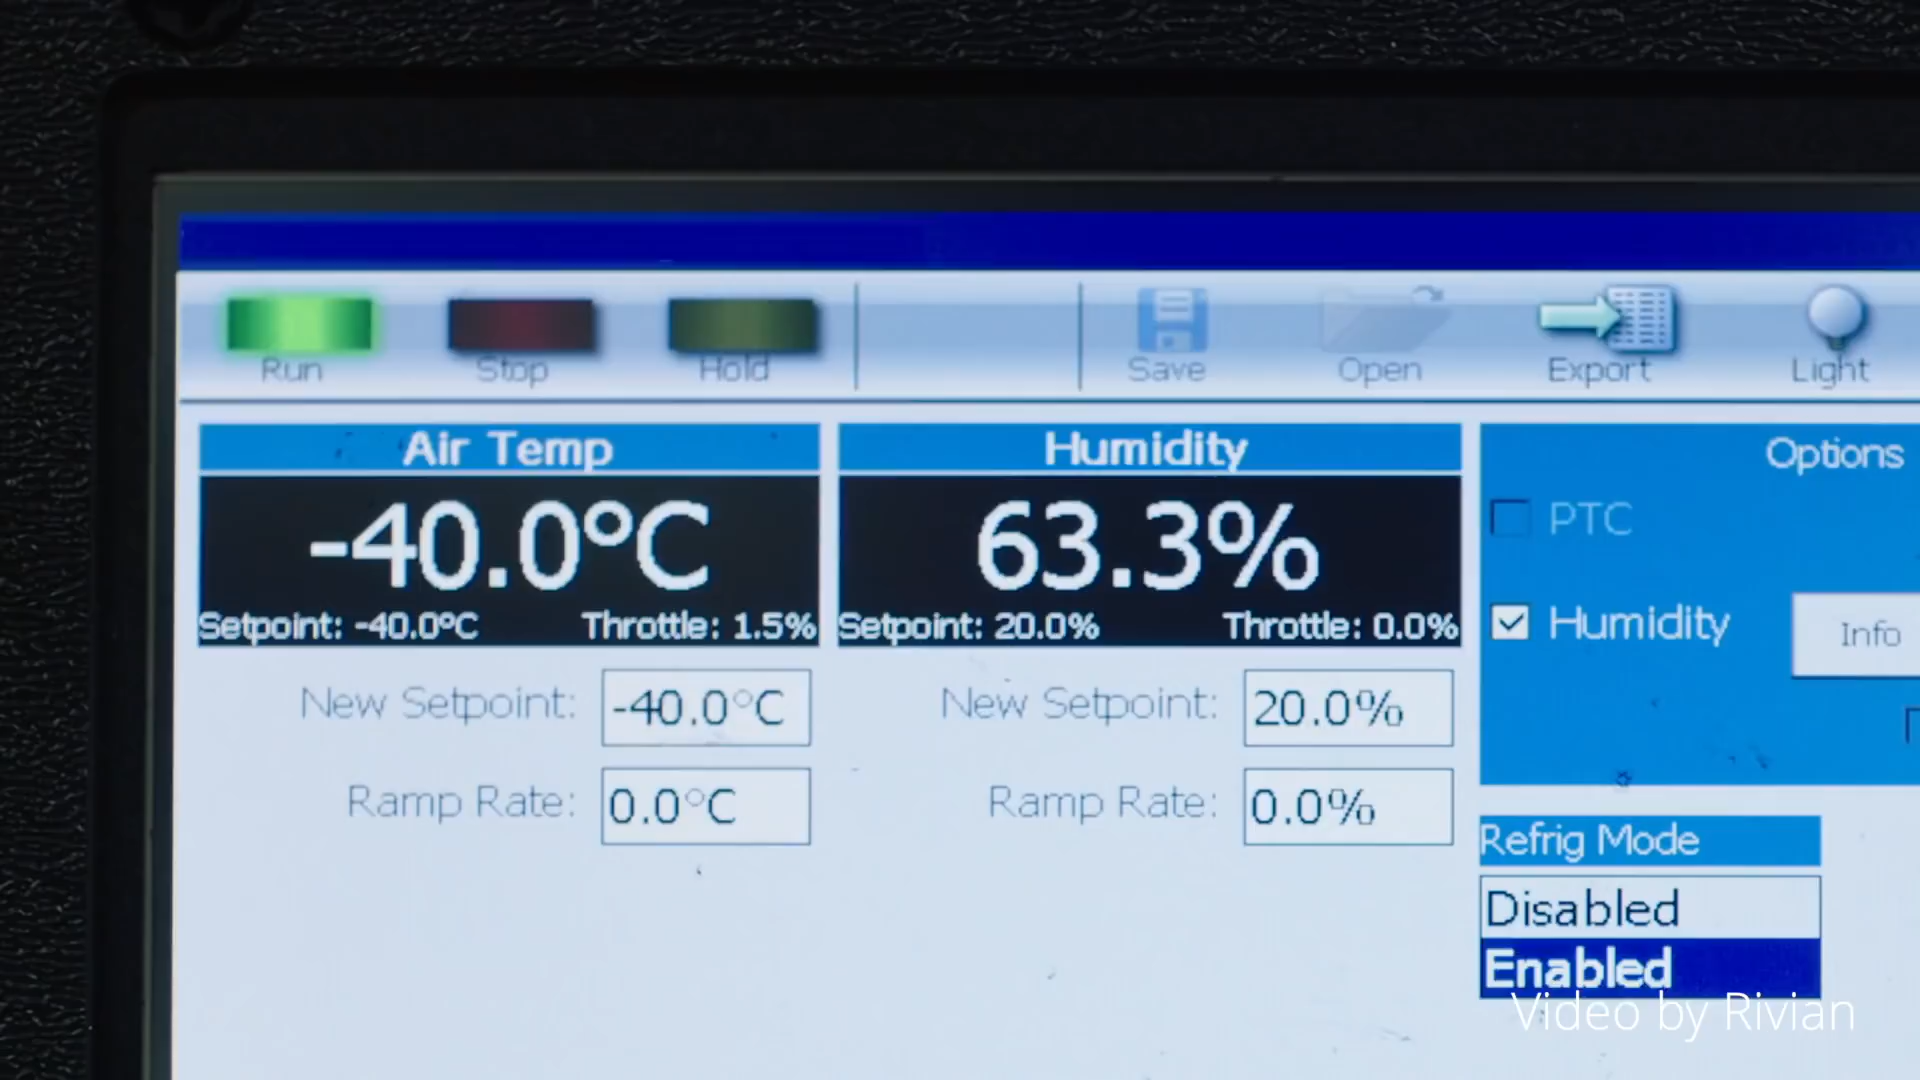 Run Stop Hold Save Open Export Light
Air Temp
-40.0°C
Setpoint: -40.0°C Throttle: 1.5%
New Setpoint: -40.0°C
Ramp Rate: 0.0°C
Humidity
63.3%
Setpoint: 20.0% Throttle: 0.0%
New Setpoint: 20.0%
Ramp Rate: 0.0%
Options
PTC
Humidity
Info
Refrig Mode
Disabled
Enabled
Video by Rivian